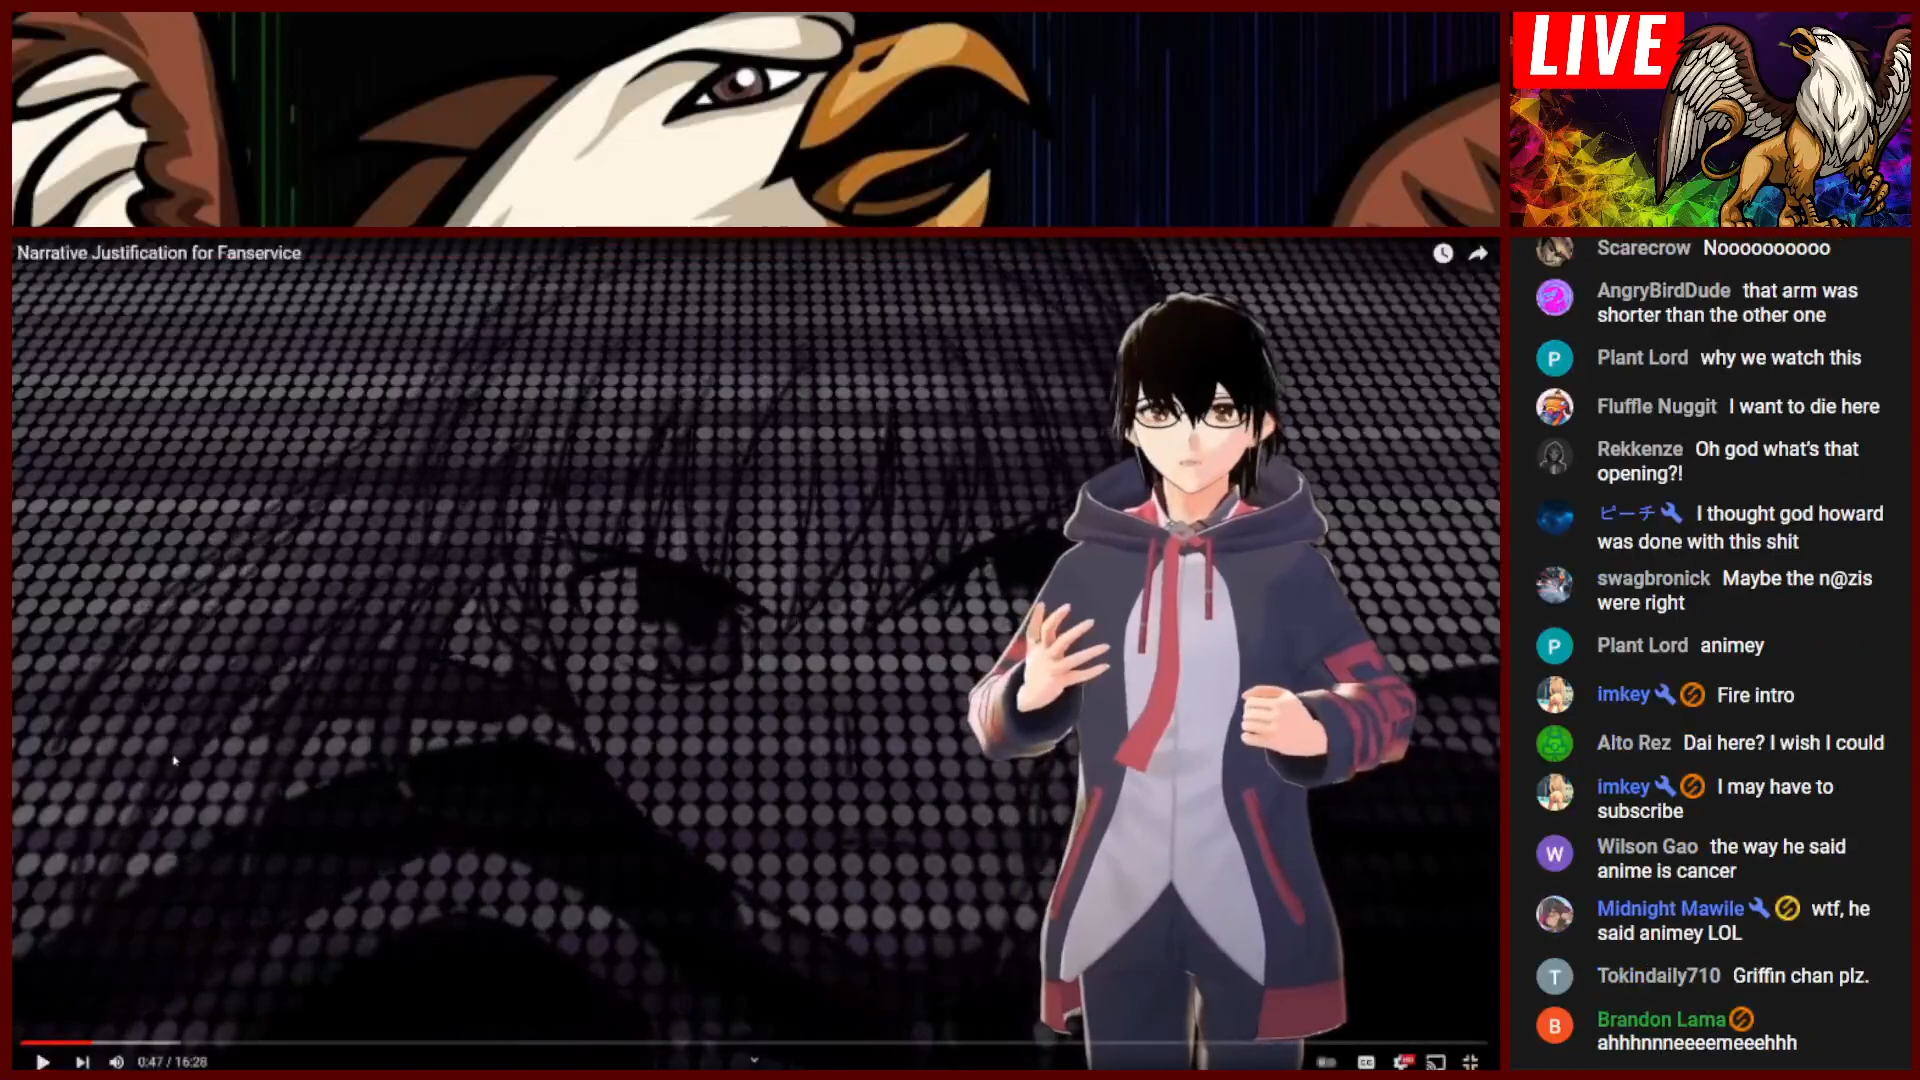 LIVE
Narrative Justification for Fanservice
Scarecrow Noooooooooo
AngryBirdDude that arm was
shorter than the other one
P Plant Lord why we watch this
Fluffle Nuggit I want to die here
Rekkenze Oh god what's that
opening?!
ピーチ I thought god howard
was done with this shit
swagbronick Maybe the n@zis
were right
P Plant Lord animey
imkey Fire intro
Alto Rez Dai here? I wish I could
imkey I may have to
subscribe
W Wilson Gao the way he said
anime is cancer
Midnight Mawile wtf, he
said animey LOL
T Tokindaily710 Griffin chan plz.
B Brandon Lama
ahhhnnneeeemeeehhh
0:47 / 16:28
CC
HD